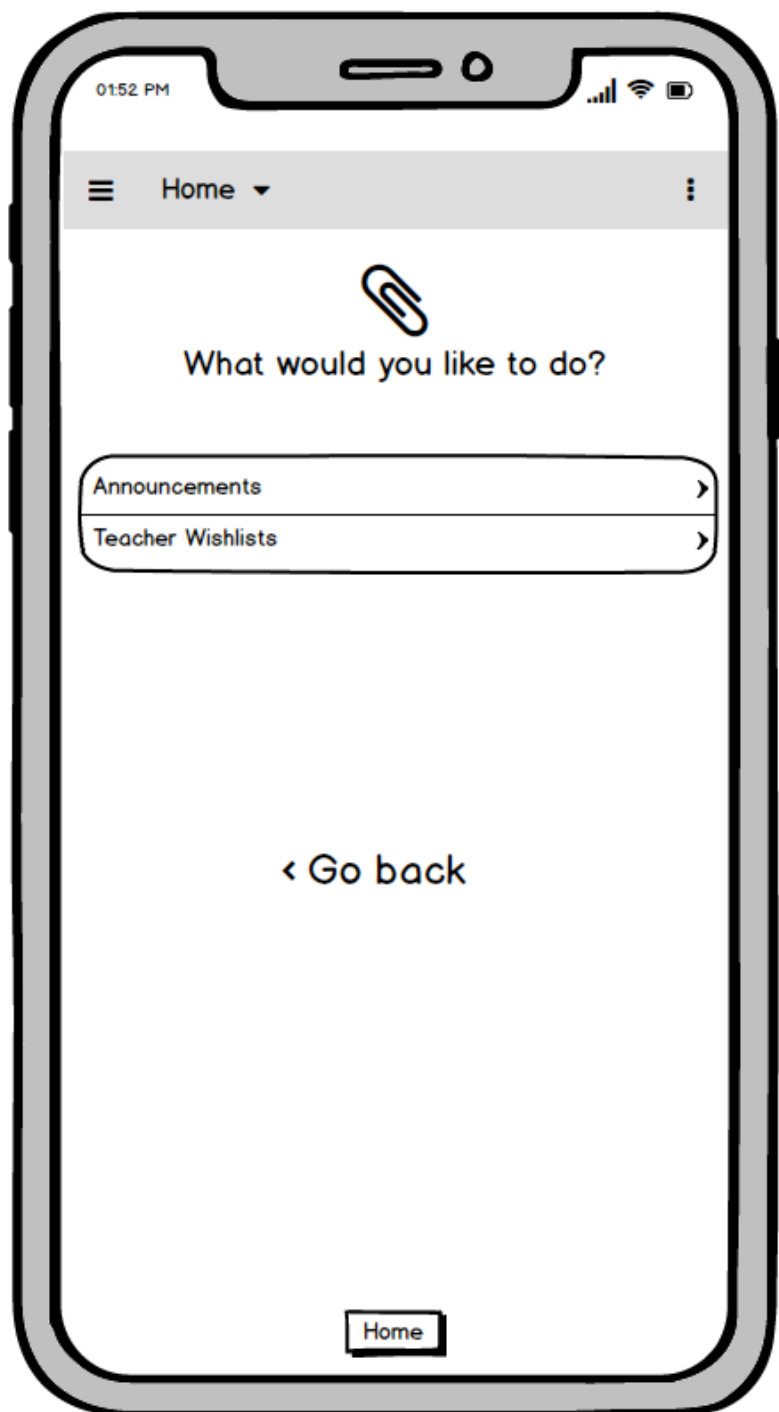 01:52 PM
Home
What would you like to do?
Announcements
Teacher Wishlists
Go back
Home